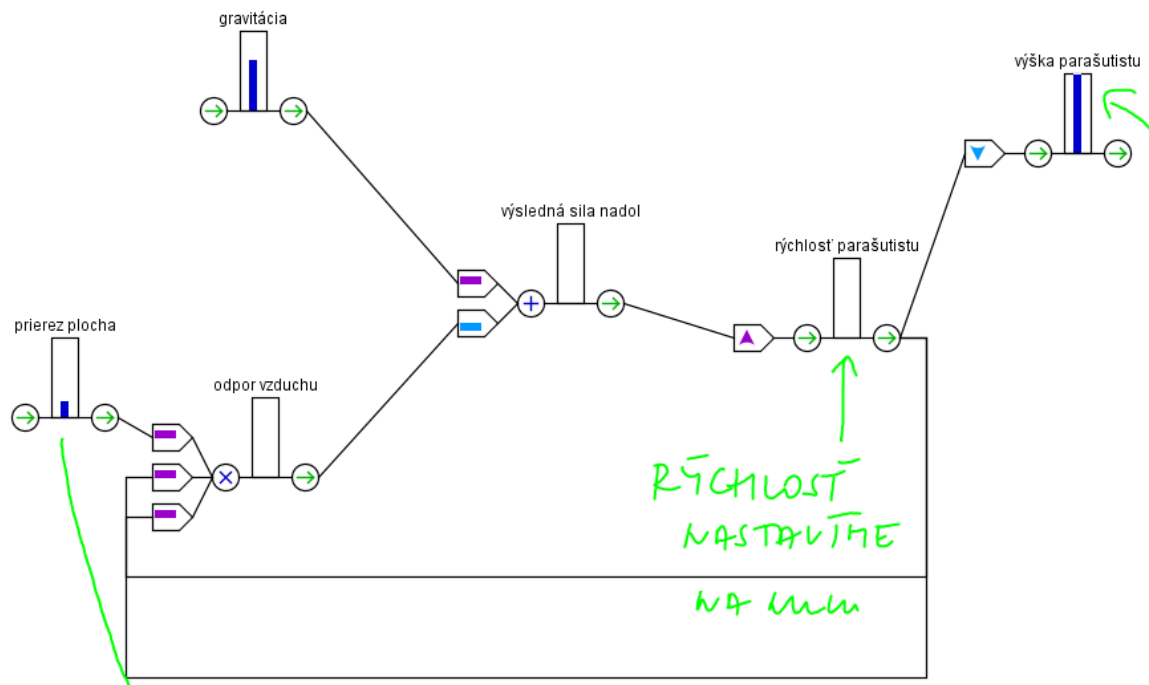 gravitácia
výška parašutistu
výsledná sila nadol
rýchlosť parašutistu
prierez plocha
odpor vzduchu
RÝCHLOSŤ
NASTAVÍME
NA